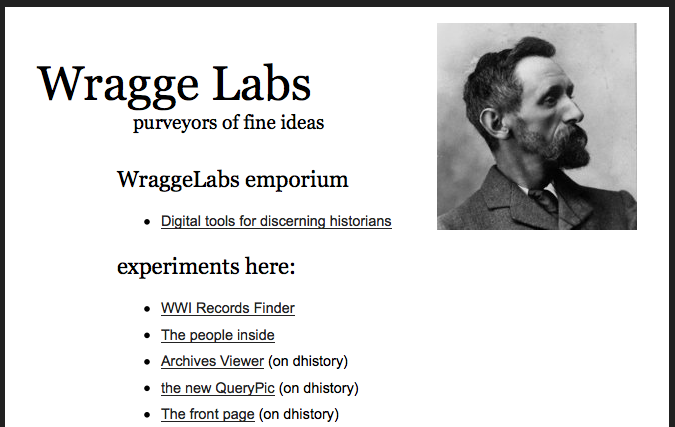 Wragge Labs
purveyors of fine ideas
WraggeLabs emporium
Digital tools for discerning historians
experiments here:
WWI Records Finder
The people inside
Archives Viewer (on dhistory)
the new QueryPic (on dhistory)
The front page (on dhistory)